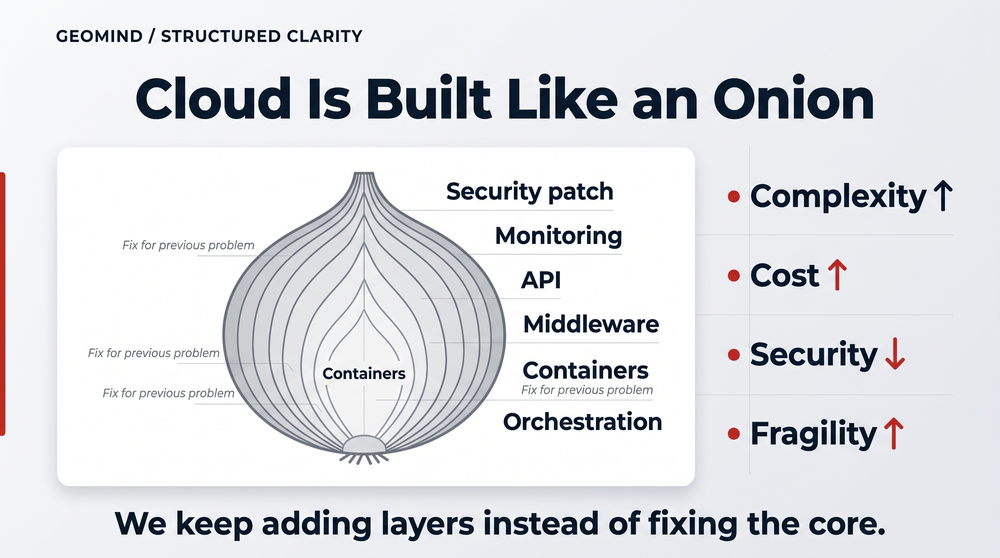 GEOMIND / STRUCTURED CLARITY
Cloud Is Built Like an Onion
Security patch
Monitoring
API
Middleware
Containers
Fix for previous problem
Orchestration
Fix for previous problem
Fix for previous problem
Fix for previous problem
Containers
• Complexity ↑
• Cost ↑
• Security ↓
• Fragility ↑
We keep adding layers instead of fixing the core.